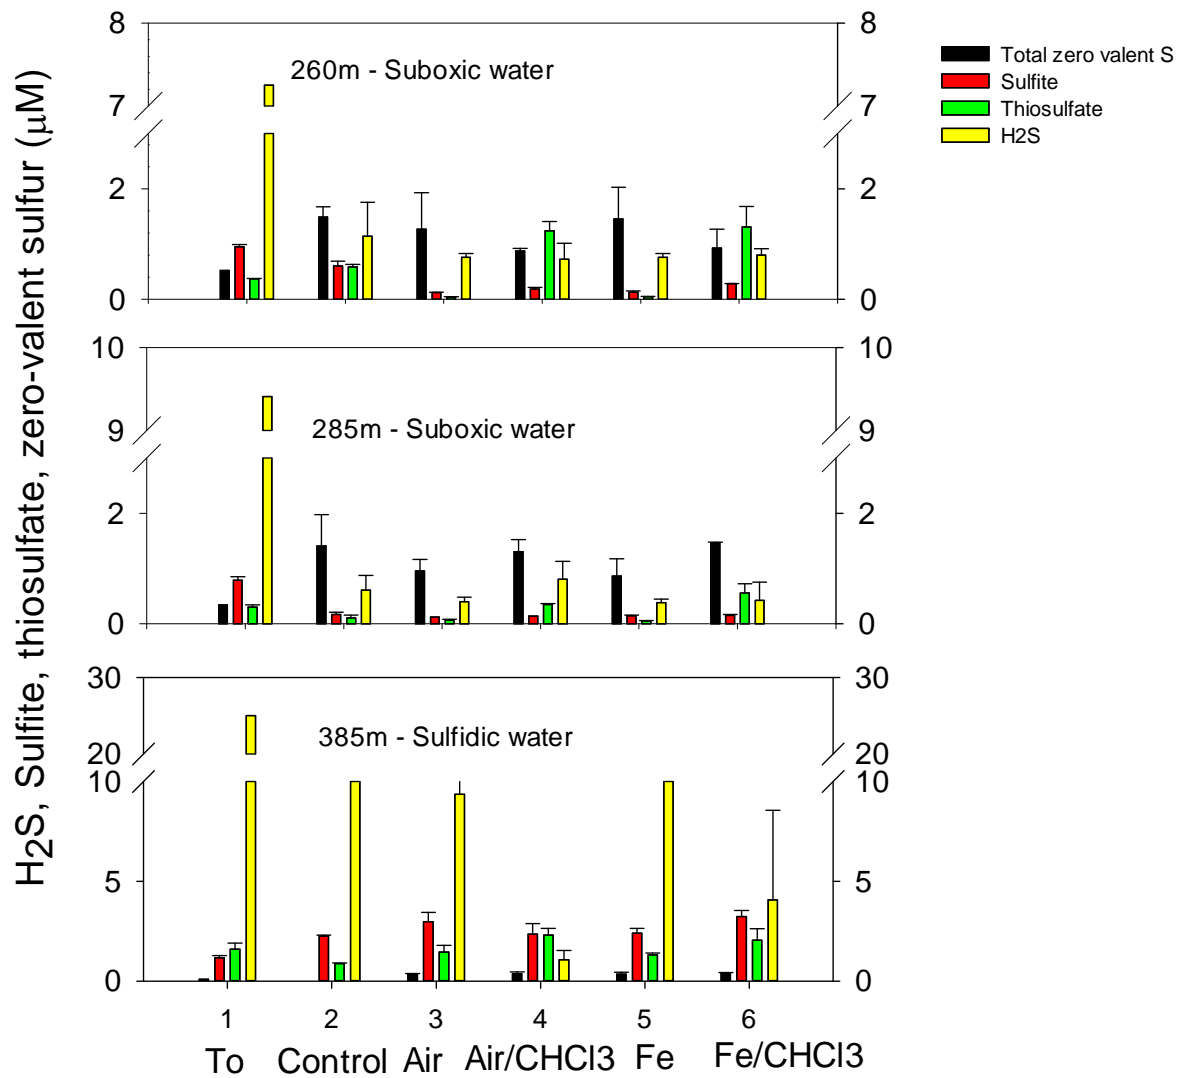 H2S, Sulfite, thiosulfate, zero-valent sulfur (μM)
8 8
260m - Suboxic water
7 7
2 2
0 0
Total zero valent S
Sulfite
Thiosulfate
H2S
10 10
9 9
285m - Suboxic water
2 2
0 0
30 30
385m - Sulfidic water
20 20
10 10
5 5
0 0
1 2 3 4 5 6
To Control Air Air/CHCl3 Fe Fe/CHCl3